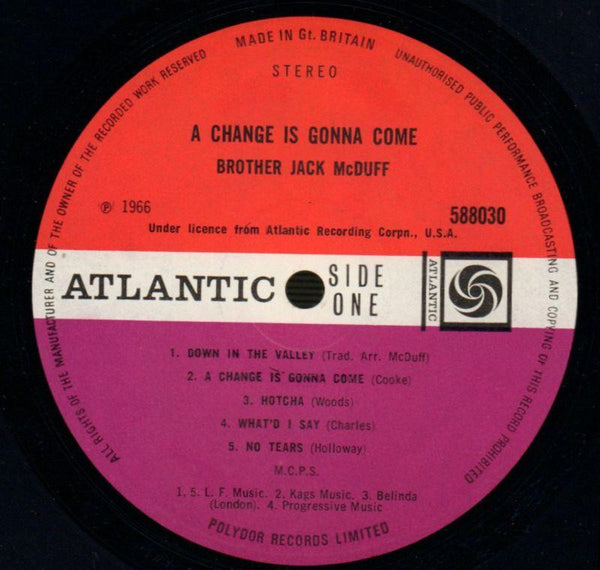 MADE IN Gt. BRITAIN
ALL RIGHTS OF THE MANUFACTURER AND OF THE OWNER OF THE RECORDED WORK RESERVED
UNAUTHORISED PUBLIC PERFORMANCE BROADCASTING AND COPYING OF THIS RECORD PROHIBITED
STEREO
A CHANGE IS GONNA COME
BROTHER JACK McDUFF
℗ 1966
588030
Under licence from Atlantic Recording Corpn., U.S.A.
ATLANTIC
SIDE
ONE
ATLANTIC
1. DOWN IN THE VALLEY (Trad. Arr. McDuff)
2. A CHANGE IS GONNA COME (Cooke)
3. HOTCHA (Woods)
4. WHAT'D I SAY (Charles)
5. NO TEARS (Holloway)
M.C.P.S.
1, 5. L. F. Music. 2. Kags Music. 3. Belinda
(London). 4. Progressive Music
POLYDOR RECORDS LIMITED